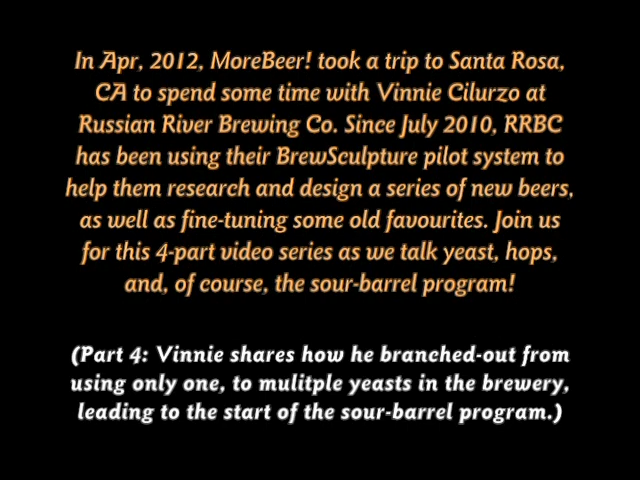 In Apr, 2012, MoreBeer! took a trip to Santa Rosa,
CA to spend some time with Vinnie Cilurzo at
Russian River Brewing Co. Since July 2010, RRBC
has been using their BrewSculpture pilot system to
help them research and design a series of new beers,
as well as fine-tuning some old favourites. Join us
for this 4-part video series as we talk yeast, hops,
and, of course, the sour-barrel program!
(Part 4: Vinnie shares how he branched-out from
using only one, to mulitple yeasts in the brewery,
leading to the start of the sour-barrel program.)